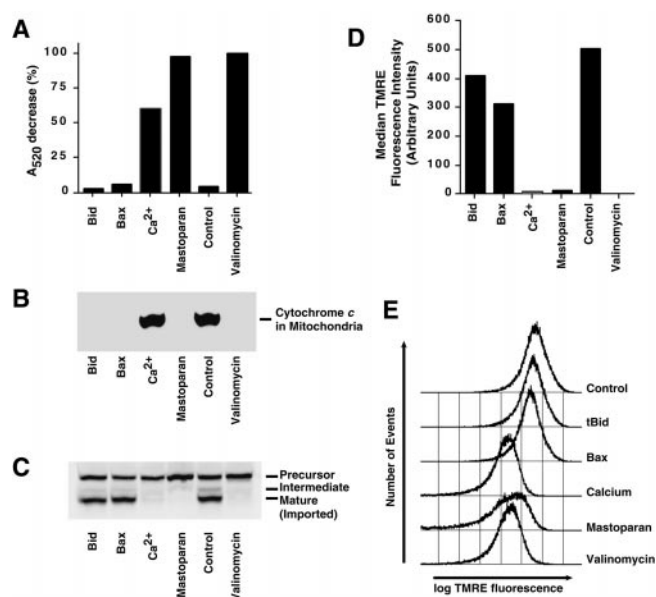 A
A520 decrease (%)
100
75
25
0
Bid
Bax
Ca2+
Mastoparan
Control
Valinomycin
B
Cytochrome c
in Mitochondria
Bid
Bax
Ca2+
Mastoparan
Control
Valinomycin
C
Precursor
Intermediate
Mature
(Imported)
Bid
Bax
Ca2+
Mastoparan
Control
Valinomycin
D
Median TMRE
Fluorescence Intensity
(Arbitrary Units)
600
500
400
300
200
100
0
Bid
Bax
Ca2+
Mastoparan
Control
Valinomycin
E
Number of Events
Control
tBid
Bax
Calcium
Mastoparan
Valinomycin
log TMRE fluorescence